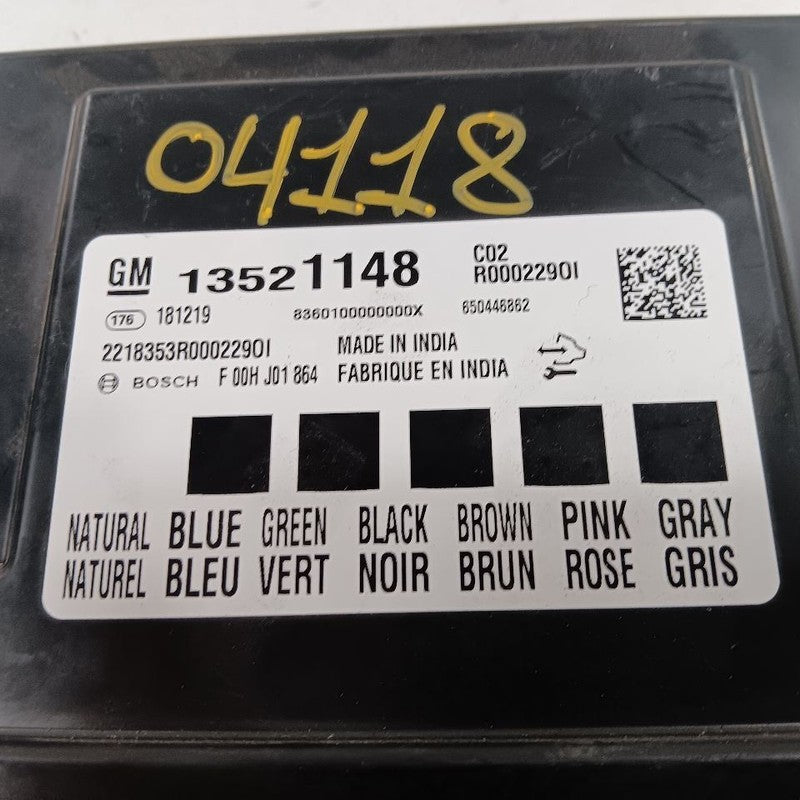 04118
GM 13521148 C02
R00022901
176 181219 8360100000000X 650446862
2218353R00022901 MADE IN INDIA
BOSCH F 00H J01 864 FABRIQUE EN INDIA
NATURAL BLUE GREEN BLACK BROWN PINK GRAY
NATUREL BLEU VERT NOIR BRUN ROSE GRIS